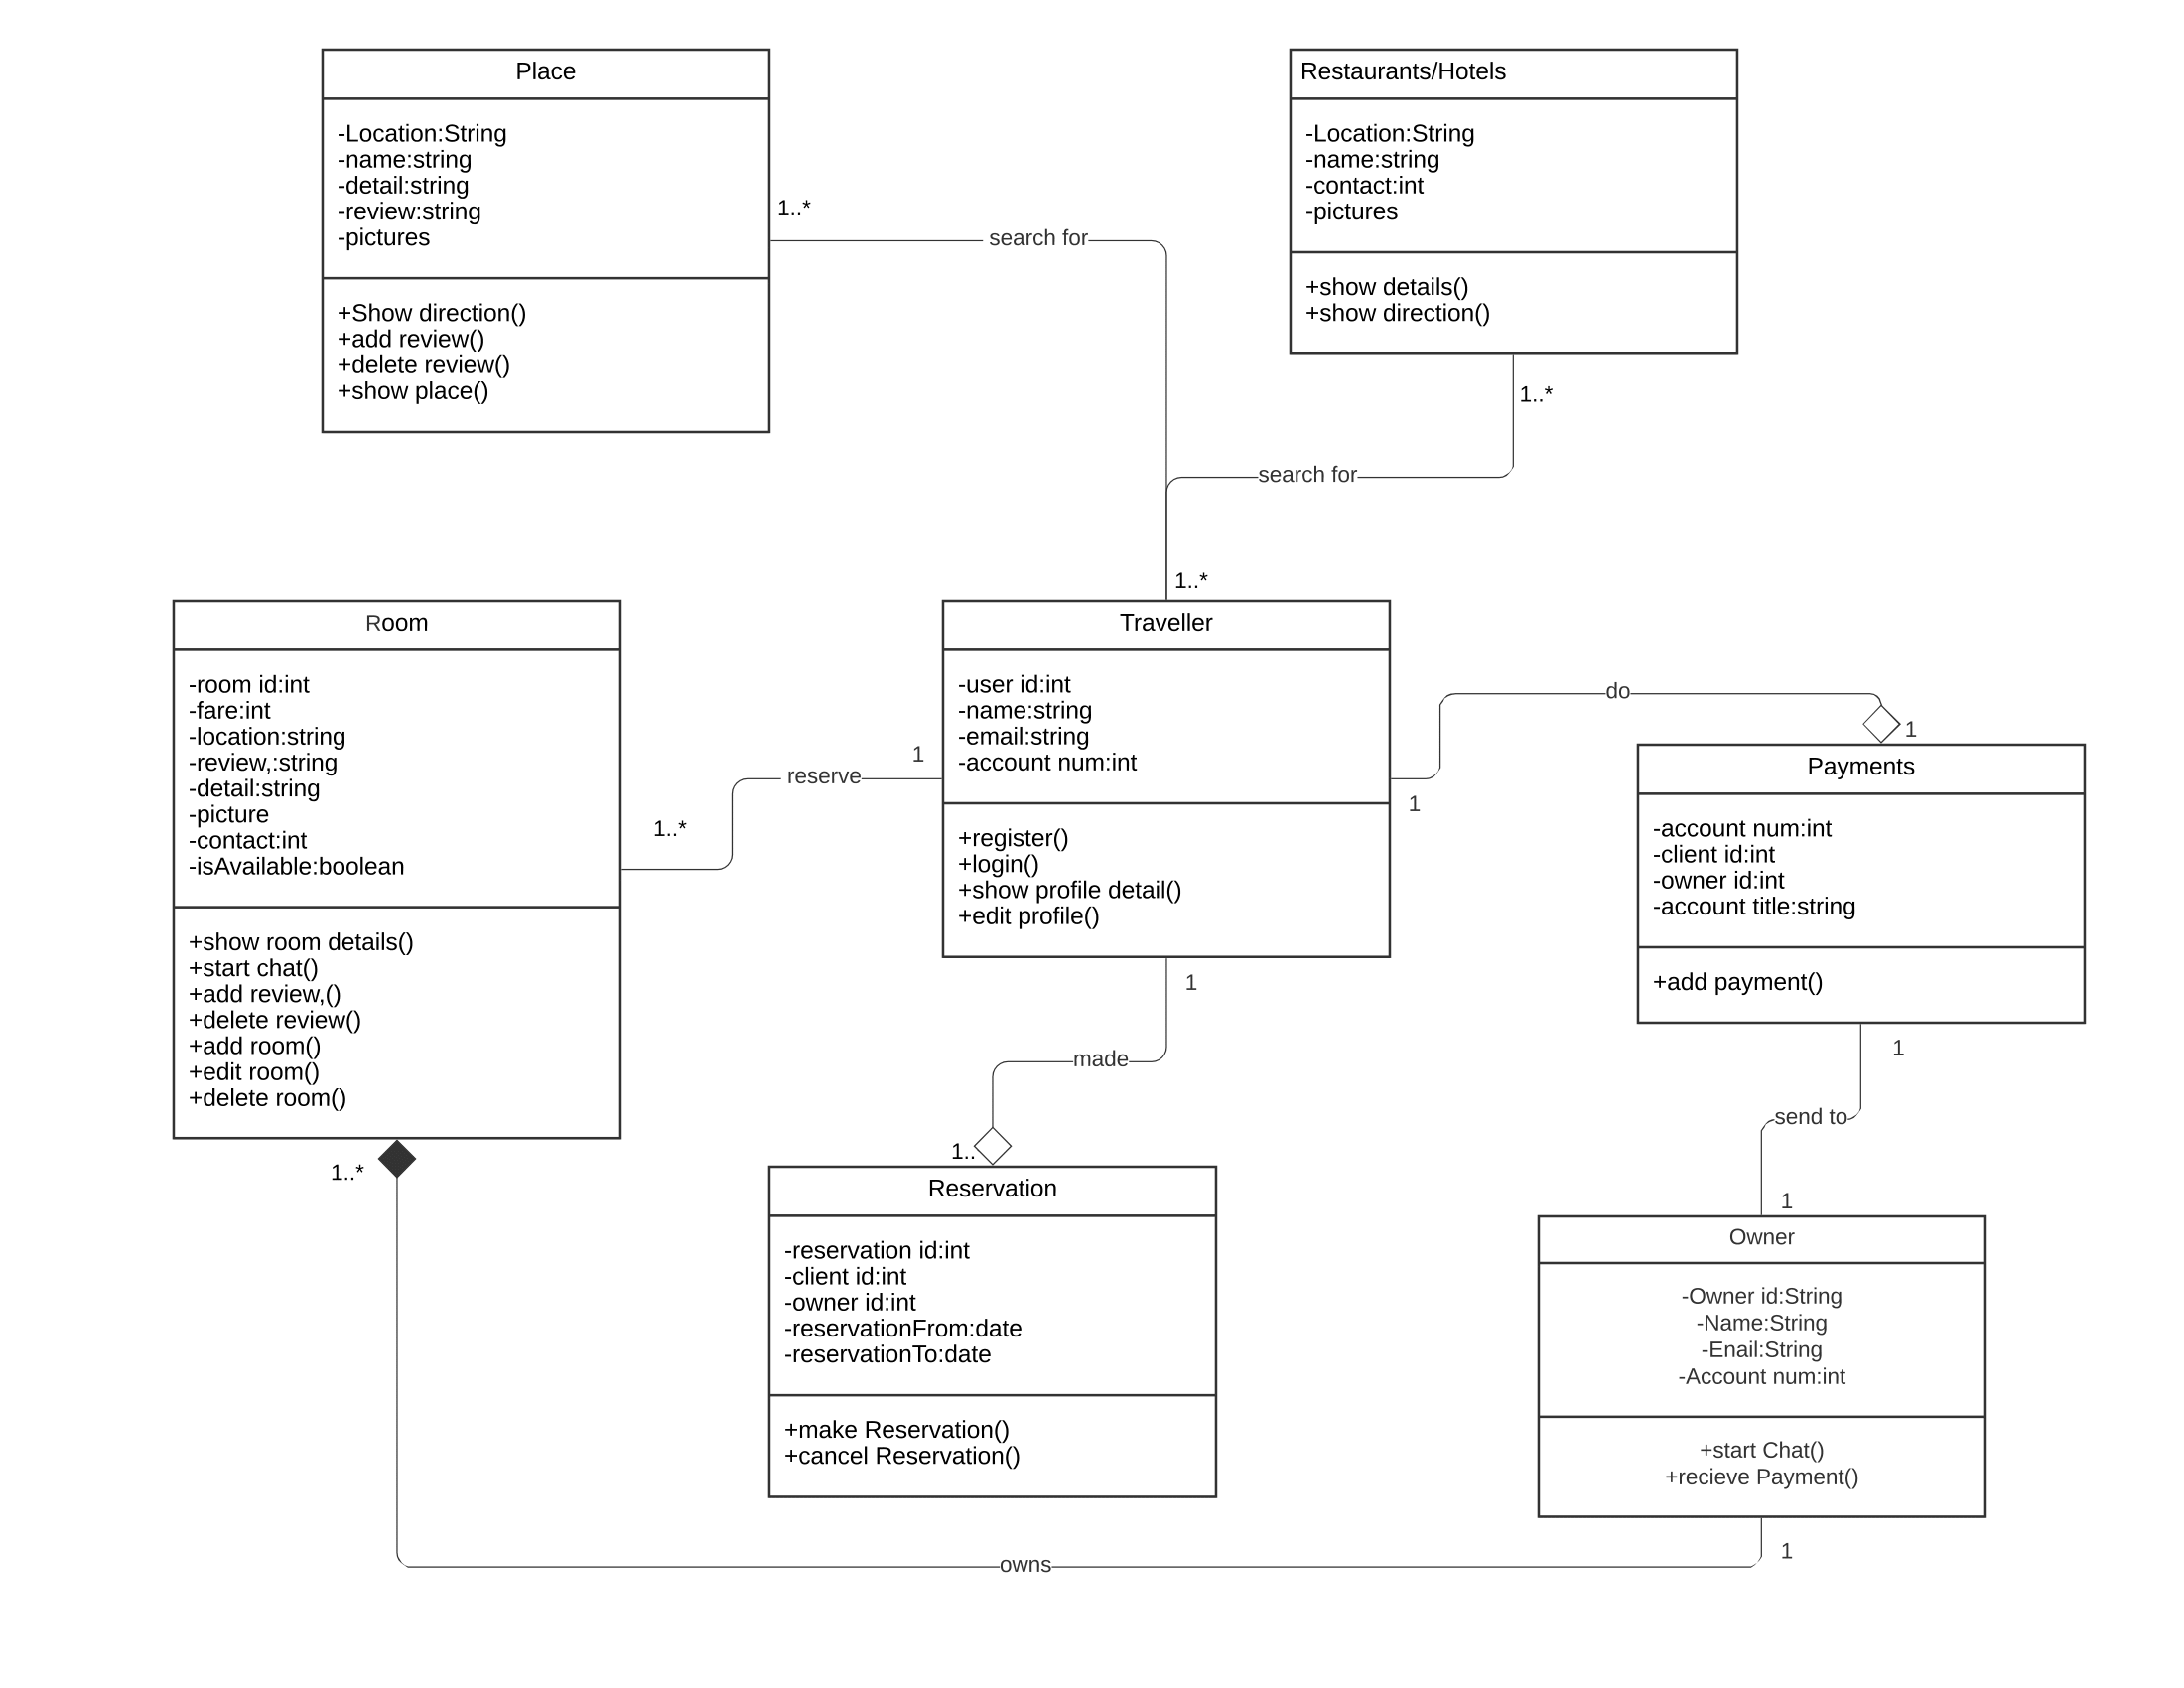 Place
-Location:String
-name:string
-detail:string
-review:string
-pictures
+Show direction()
+add review()
+delete review()
+show place()
1..*
search for
Restaurants/Hotels
-Location:String
-name:string
-contact:int
-pictures
+show details()
+show direction()
1..*
search for
1..*
Room
-room id:int
-fare:int
-location:string
-review,:string
-detail:string
-picture
-contact:int
-isAvailable:boolean
+show room details()
+start chat()
+add review,()
+delete review()
+add room()
+edit room()
+delete room()
1..*
reserve
1
1..*
Traveller
-user id:int
-name:string
-email:string
-account num:int
+register()
+login()
+show profile detail()
+edit profile()
do
1
1
1
made
1..
Payments
-account num:int
-client id:int
-owner id:int
-account title:string
+add payment()
1
send to
1
Reservation
-reservation id:int
-client id:int
-owner id:int
-reservationFrom:date
-reservationTo:date
+make Reservation()
+cancel Reservation()
Owner
-Owner id:String
-Name:String
-Enail:String
-Account num:int
+start Chat()
+recieve Payment()
1
owns